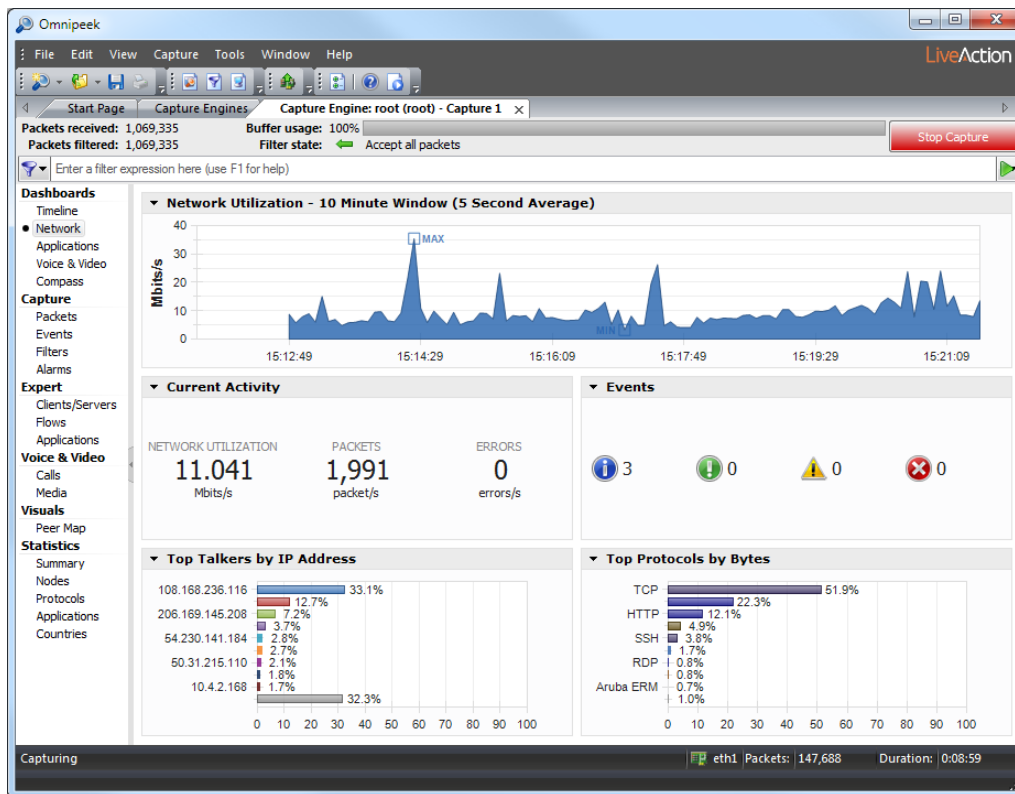 Omnipeek
File Edit View Capture Tools Window Help
LiveAction
Start Page Capture Engines Capture Engine: root (root) - Capture 1
Packets received: 1,069,335 Buffer usage: 100%
Packets filtered: 1,069,335 Filter state: Accept all packets
Stop Capture
Enter a filter expression here (use F1 for help)
Dashboards
Timeline
Network
Applications
Voice & Video
Compass
Capture
Packets
Events
Filters
Alarms
Expert
Clients/Servers
Flows
Applications
Voice & Video
Calls
Media
Visuals
Peer Map
Statistics
Summary
Nodes
Protocols
Applications
Countries
Network Utilization - 10 Minute Window (5 Second Average)
Mbits/s
40
30
20
10
0
MAX
MIN
15:12:49 15:14:29 15:16:09 15:17:49 15:19:29 15:21:09
Current Activity
NETWORK UTILIZATION PACKETS ERRORS
11.041 1,991 0
Mbits/s packet/s errors/s
Events
3 0 0 0
Top Talkers by IP Address
108.168.236.116 33.1%
12.7%
206.169.145.208 7.2%
3.7%
54.230.141.184 2.8%
2.7%
50.31.215.110 2.1%
1.8%
10.4.2.168 1.7%
32.3%
0 10 20 30 40 50 60 70 80 90 100
Top Protocols by Bytes
TCP 51.9%
22.3%
HTTP 12.1%
4.9%
SSH 3.8%
1.7%
RDP 0.8%
0.8%
Aruba ERM 0.7%
1.0%
0 10 20 30 40 50 60 70 80 90 100
Capturing eth1 Packets: 147,688 Duration: 0:08:59